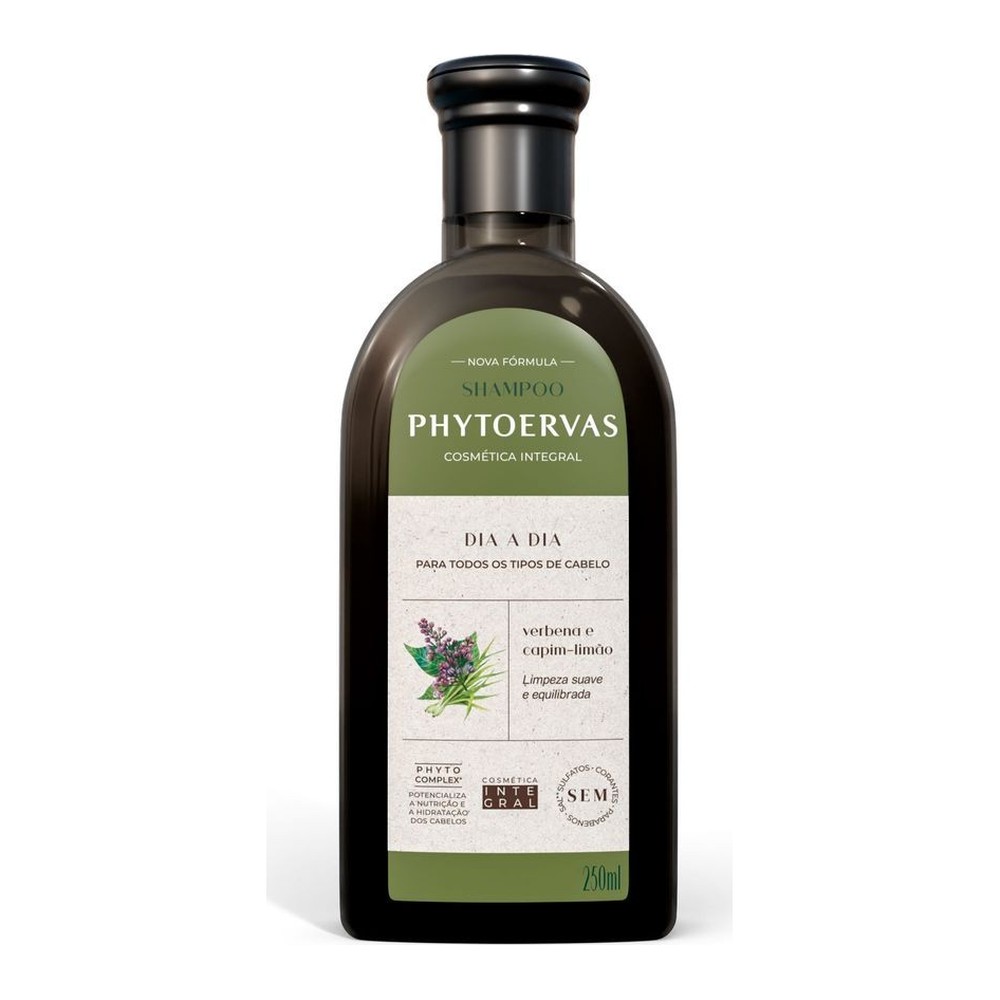 NOVA FÓRMULA
SHAMPOO
PHYTOERVAS
COSMÉTICA INTEGRAL
DIA A DIA
PARA TODOS OS TIPOS DE CABELO
verbena e
capim-limão
Limpeza suave
e equilibrada
PHYTO
COMPLEX*
POTENCIALIZA
A NUTRIÇÃO E
A HIDRATAÇÃO
DOS CABELOS
COSMÉTICA
INTE
GRAL
SEM
SAL** SULFATOS • CORANTES • PARABENOS •
250ml